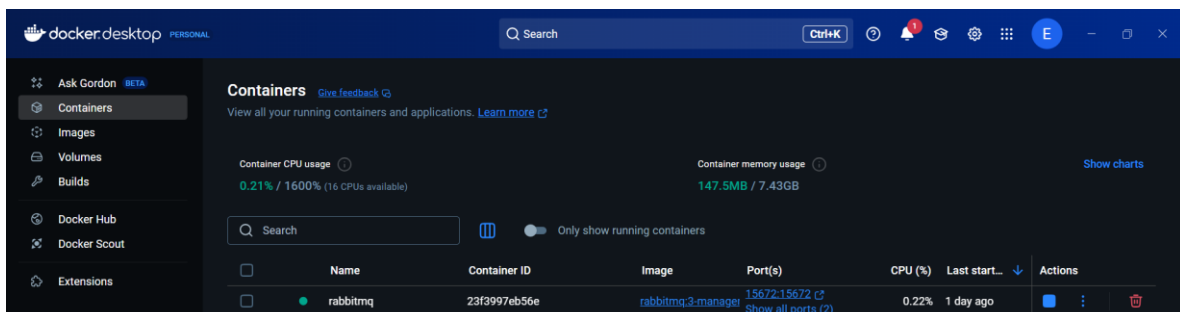 docker.desktop PERSONAL
Search
Ctrl+K
1
E
Ask Gordon BETA
Containers
Images
Volumes
Builds
Docker Hub
Docker Scout
Extensions
Containers Give feedback
View all your running containers and applications. Learn more
Container CPU usage
0.21% / 1600% (16 CPUs available)
Container memory usage
147.5MB / 7.43GB
Show charts
Search
Only show running containers
Name Container ID Image Port(s) CPU (%) Last start... Actions
rabbitmq 23f3997eb56e rabbitmq:3-manager 15672:15672 0.22% 1 day ago
Show all ports (2)